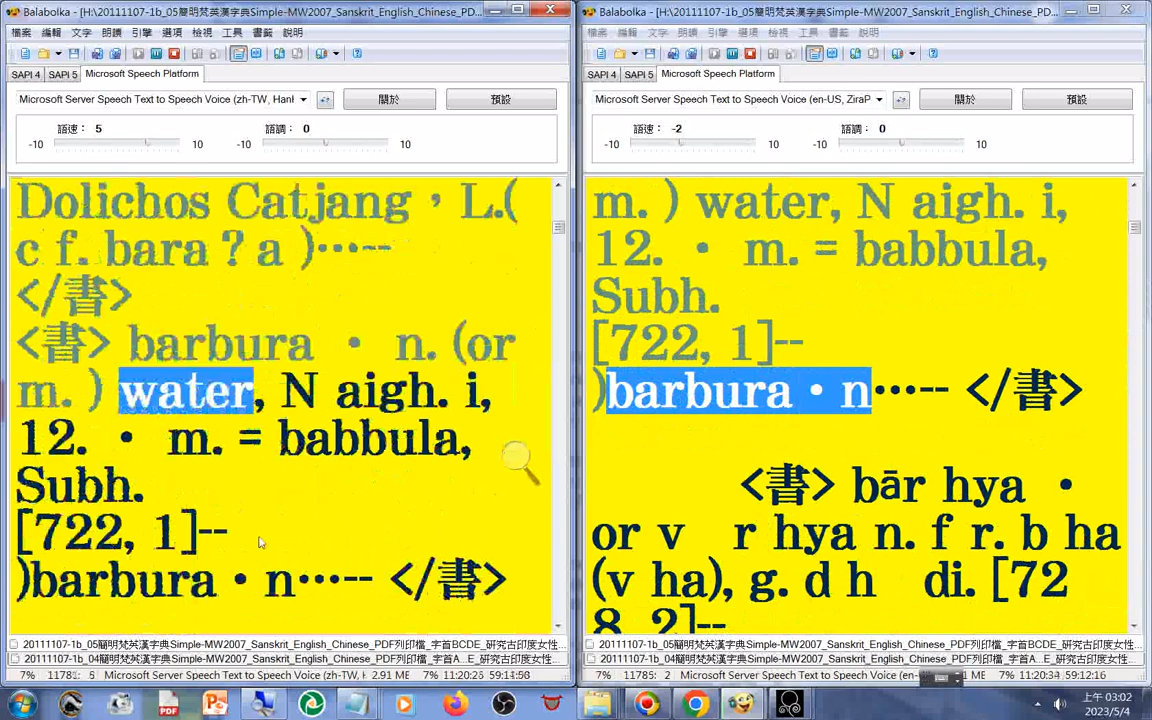 Balabolka - [H:\20111107-1b_05簡明梵英漢字典Simple-MW2007_Sanskrit_English_Chinese_PD...
檔案 編輯 文字 朗讀 引擎 選項 檢視 工具 書籤 說明
SAPI 4 SAPI 5 Microsoft Speech Platform
Microsoft Server Speech Text to Speech Voice (zh-TW, Hanl 關於 預設
語速: 5 語調: 0
-10 10 -10 10
Dolichos Catjang,L.(
c f. bara ? a )…--
</書>
<書> barbura · n. (or
m. ) water, N aigh. i,
12. · m. = babbula,
Subh.
[722, 1]--
)barbura · n…-- </書>
20111107-1b_05簡明梵英漢字典Simple-MW2007_Sanskrit_English_Chinese_PDF列印檔_字首BCDE_研究古印度女性...
20111107-1b_04簡明梵英漢字典Simple-MW2007_Sanskrit_English_Chinese_PDF列印檔_字首A...E_研究古印度女性...
7% 11781: 5 Microsoft Server Speech Text to Speech Voice (zh-TW, 2.91 MB 7% 11:20:25 59:14:58
Balabolka - [H:\20111107-1b_05簡明梵英漢字典Simple-MW2007_Sanskrit_English_Chinese_PD...
檔案 編輯 文字 朗讀 引擎 選項 檢視 工具 書籤 說明
SAPI 4 SAPI 5 Microsoft Speech Platform
Microsoft Server Speech Text to Speech Voice (en-US, ZiraP 關於 預設
語速: -2 語調: 0
-10 10 -10 10
m. ) water, N aigh. i,
12. · m. = babbula,
Subh.
[722, 1]--
)barbura · n…-- </書>
<書> bār hya ·
or v r hya n. f r. b ha
(v ha), g. d h di. [72
8, 2]--
20111107-1b_05簡明梵英漢字典Simple-MW2007_Sanskrit_English_Chinese_PDF列印檔_字首BCDE_研究古印度女性...
20111107-1b_04簡明梵英漢字典Simple-MW2007_Sanskrit_English_Chinese_PDF列印檔_字首A...E_研究古印度女性...
7% 11785: 2 Microsoft Server Speech Text to Speech Voice (en-US, ME 7% 11:20:34 59:12:16
上午 03:02
2023/5/4